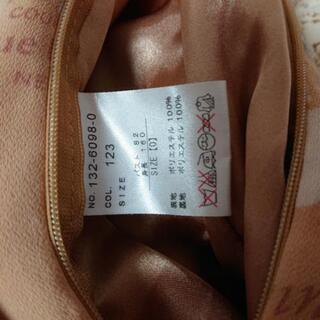 NO. 132-6098-0
COL. 123
SIZE
バスト 82
身長 160
SIZE [0]
表地 ポリエステル 100%
裏地 ポリエステル 100%
COU